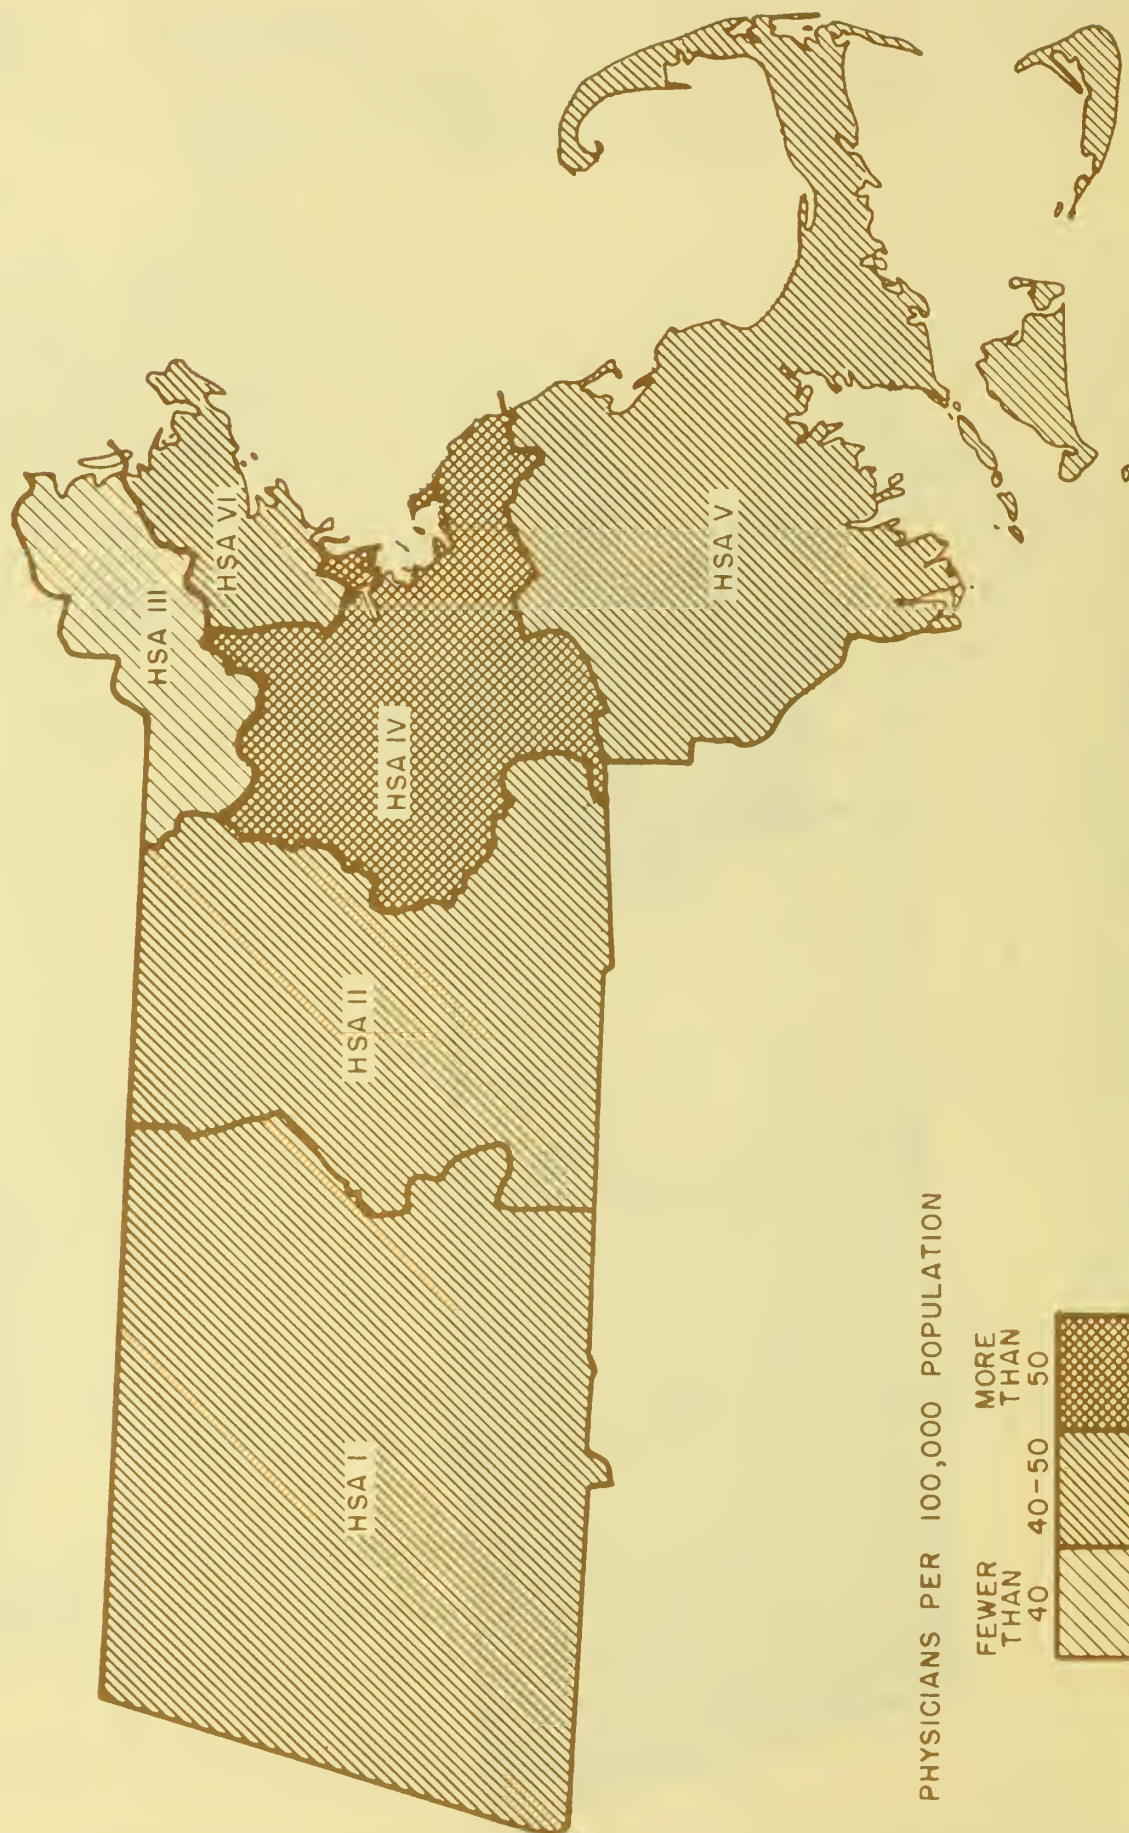 HSA I
HSA II
HSA III
HSA IV
HSA V
HSA VI
PHYSICIANS PER 100,000 POPULATION
FEWER
THAN
40
40-50
MORE
THAN
50